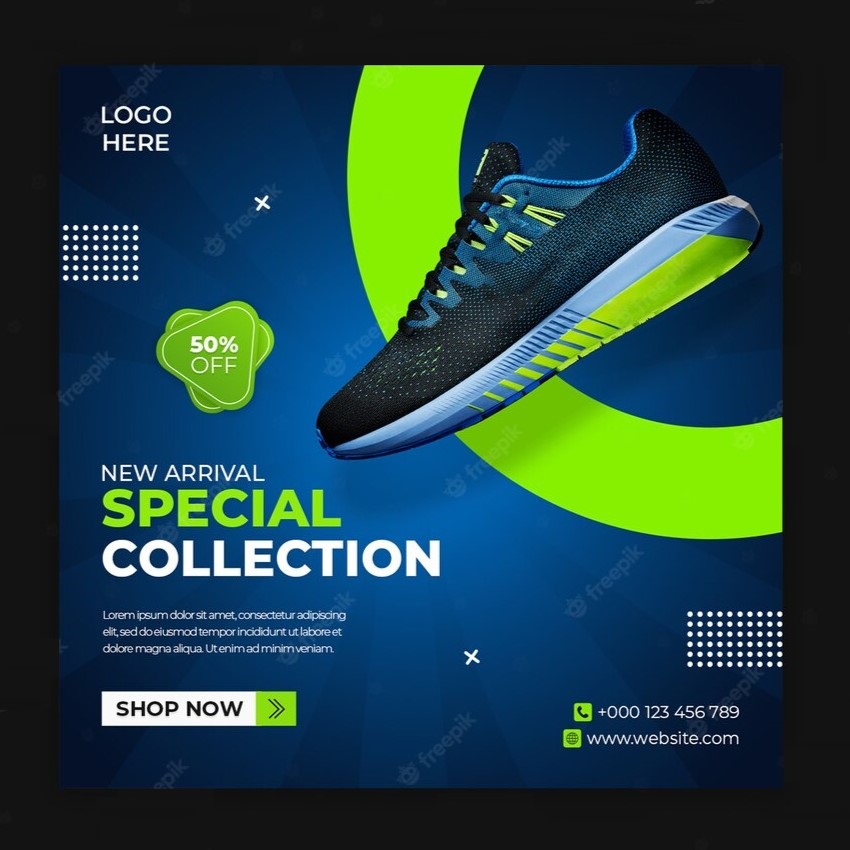 LOGO
HERE
50%
OFF
NEW ARRIVAL
SPECIAL
COLLECTION
Lorem ipsum dolor sit amet, consectetur adipiscing
elit, sed do eiusmod tempor incididunt ut labore et
dolore magna aliqua. Ut enim ad minim veniam.
SHOP NOW
+000 123 456 789
www.website.com
freepik